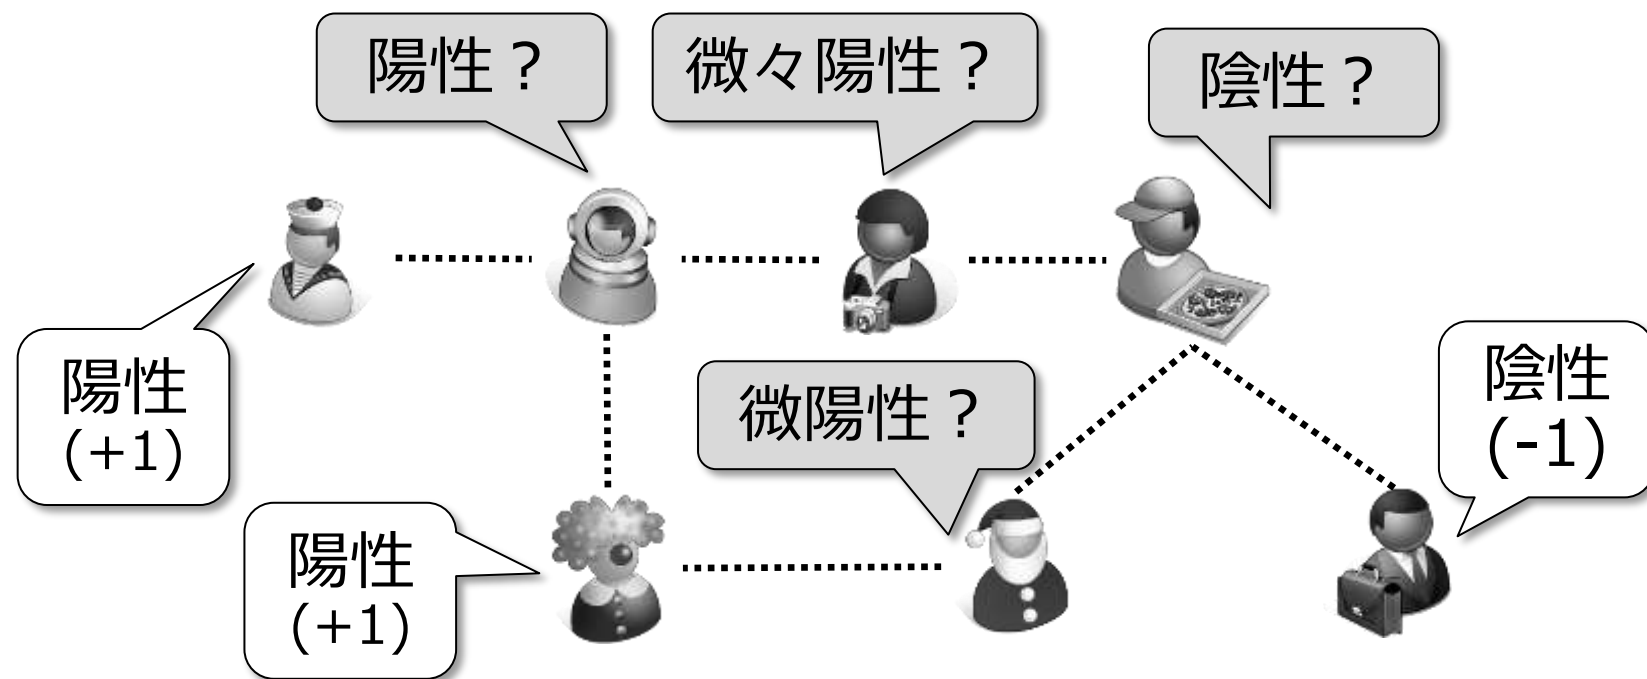 陽性？
微々陽性？
陰性？
陽性
(+1)
微陽性？
陰性
(-1)
陽性
(+1)